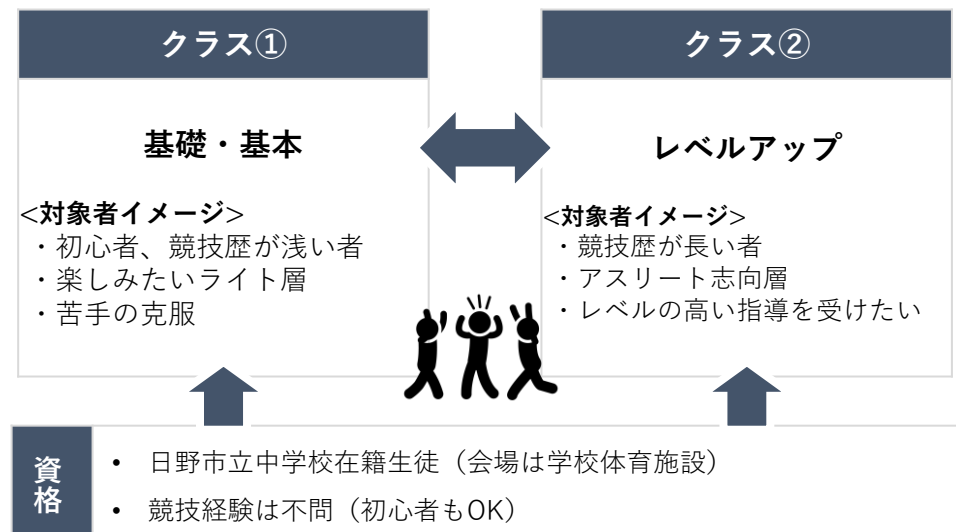 クラス①
基礎・基本
<対象者イメージ>
・初心者、競技歴が浅い者
・楽しみたいライト層
・苦手の克服
クラス②
レベルアップ
<対象者イメージ>
・競技歴が長い者
・アスリート志向層
・レベルの高い指導を受けたい
資格
• 日野市立中学校在籍生徒（会場は学校体育施設）
• 競技経験は不問（初心者もOK）